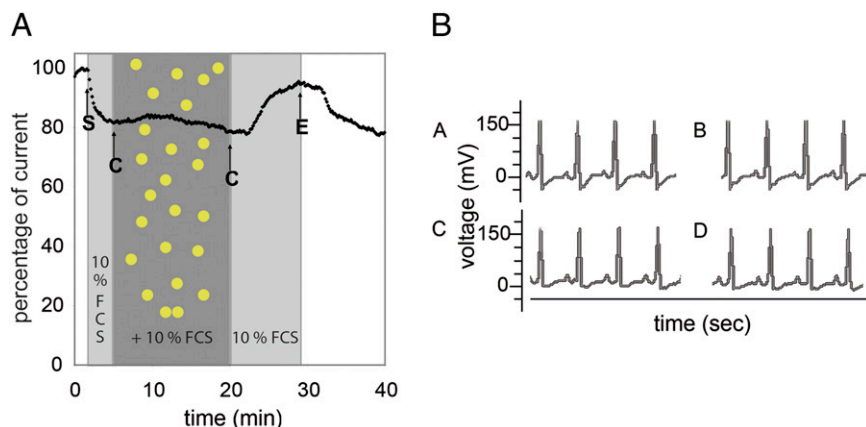 A
percentage of current
100
80
60
40
20
0
S
C
C
E
10
%
F
C
S
+ 10 % FCS
10 % FCS
0
10
20
30
40
time (min)
B
voltage (mV)
A
B
150
0
C
D
150
0
time (sec)